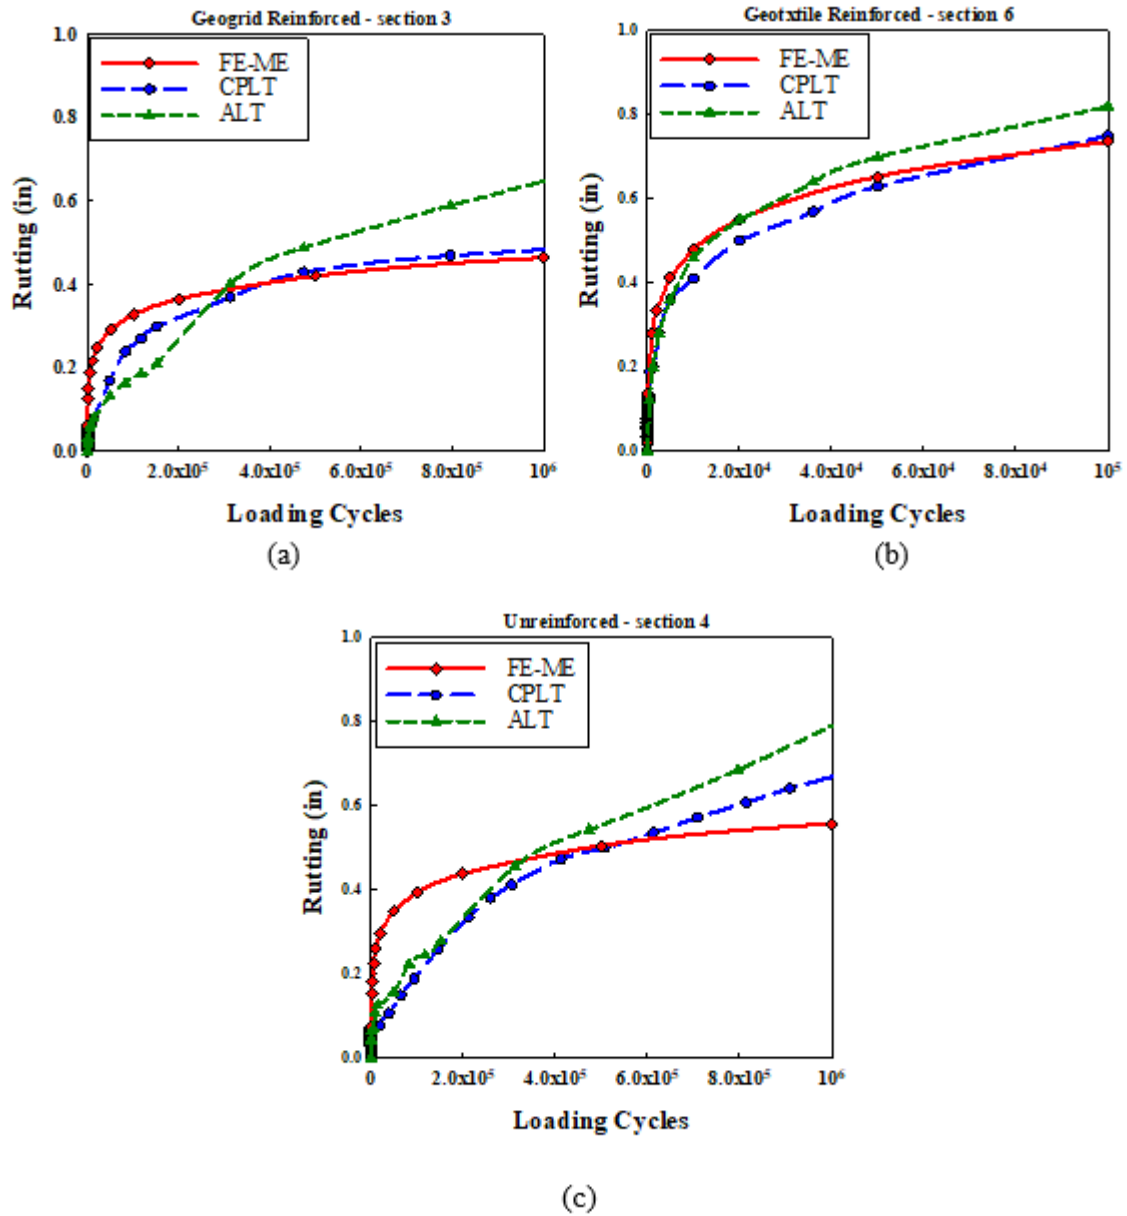 Geogrid Reinforced - section 3
1.0
0.8
0.6
0.4
0.2
0.0
Rutting (in)
FE-ME
CPLT
ALT
0 2.0x10⁵ 4.0x10⁵ 6.0x10⁵ 8.0x10⁵ 10⁶
Loading Cycles
(a)
Geotxtile Reinforced - section 6
1.0
0.8
0.6
0.4
0.2
0.0
Rutting (in)
FE-ME
CPLT
ALT
0 2.0x10⁴ 4.0x10⁴ 6.0x10⁴ 8.0x10⁴ 10⁵
Loading Cycles
(b)
Unreinforced - section 4
1.0
0.8
0.6
0.4
0.2
0.0
Rutting (in)
FE-ME
CPLT
ALT
0 2.0x10⁵ 4.0x10⁵ 6.0x10⁵ 8.0x10⁵ 10⁶
Loading Cycles
(c)